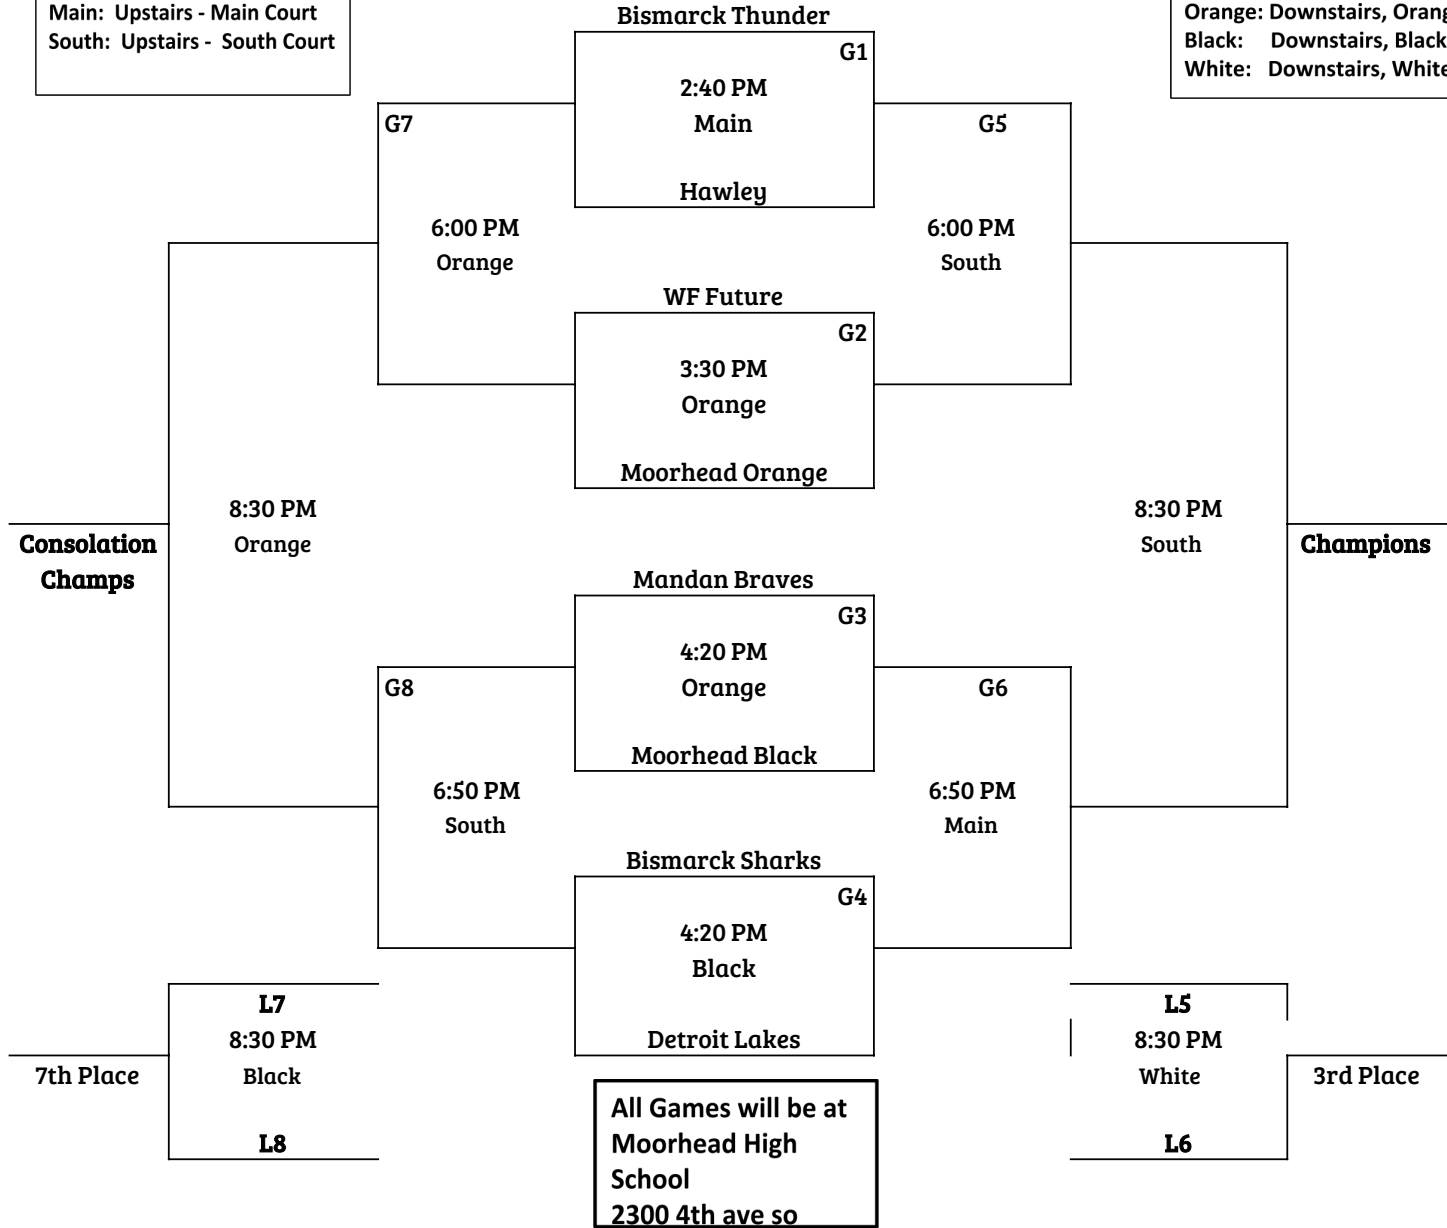 Main: Upstairs - Main Court
South: Upstairs - South Court
Orange: Downstairs,
Black: Downstairs, Black
White: Downstairs,
Bismarck Thunder
G1
2:40 PM
Main
Hawley
G7
6:00 PM
Orange
G5
6:00 PM
South
WF Future
G2
3:30 PM
Orange
Moorhead Orange
8:30 PM
Orange
Consolation
Champs
8:30 PM
South
Champions
Mandan Braves
G3
4:20 PM
Orange
Moorhead Black
G8
6:50 PM
South
G6
6:50 PM
Main
Bismarck Sharks
G4
4:20 PM
Black
Detroit Lakes
L7
8:30 PM
Black
L8
7th Place
L5
8:30 PM
White
L6
3rd Place
All Games will be at
Moorhead High
School
2300 4th ave so